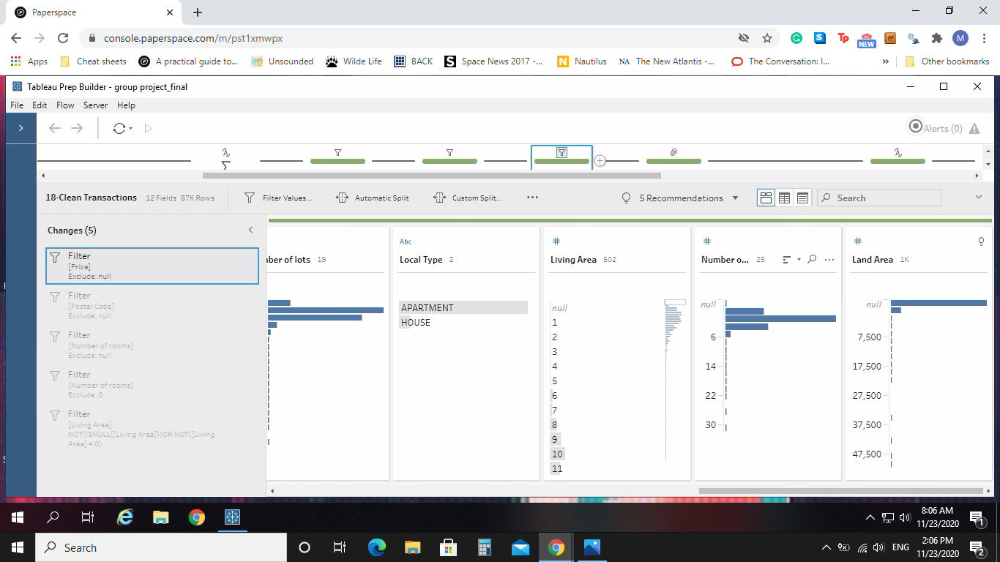 Paperspace
console.paperspace.com/m/pst1xmwpx
NEW
M
Apps
Cheat sheets
A practical guide to...
Unsounded
Wilde Life
BACK
Space News 2017 -...
Nautilus
NA The New Atlantis -...
The Conversation: I...
»
Other bookmarks
Tableau Prep Builder - group project_final
File Edit Flow Server Help
Alerts (0)
18-Clean Transactions 12 Fields 87K Rows
Filter Values...
Automatic Split
Custom Split...
5 Recommendations
Search
Changes (5)
Filter
[Price]
Exclude: null
Filter
[Postal Code]
Exclude: null
Filter
[Number of rooms]
Exclude: null
Filter
[Number of rooms]
Exclude: 0
Filter
[Living Area]
NOT(ISNULL([Living Area]))OR NOT([Living
Area] = 0)
ber of lots 19
Abc
Local Type 2
APARTMENT
HOUSE
#
Living Area 502
null
1
2
3
4
5
6
7
8
9
10
11
#
Number o... 25
null
6
14
22
30
#
Land Area 1K
null
7,500
17,500
27,500
37,500
47,500
8:06 AM
11/23/2020
1
Search
ENG
2:06 PM
11/23/2020
2